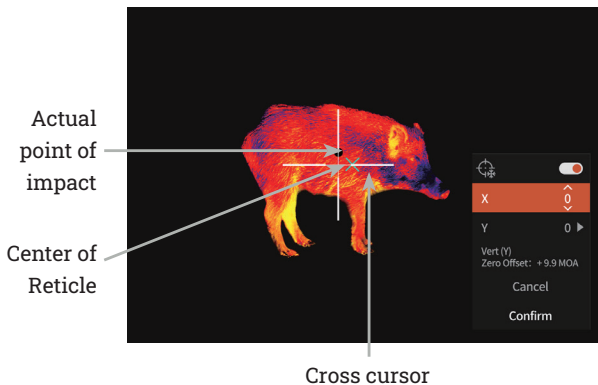 Actual
point of
impact
Center of
Reticle
X 0
Y 0
Vert (Y)
Zero Offset: +9.9 MOA
Cancel
Confirm
Cross cursor